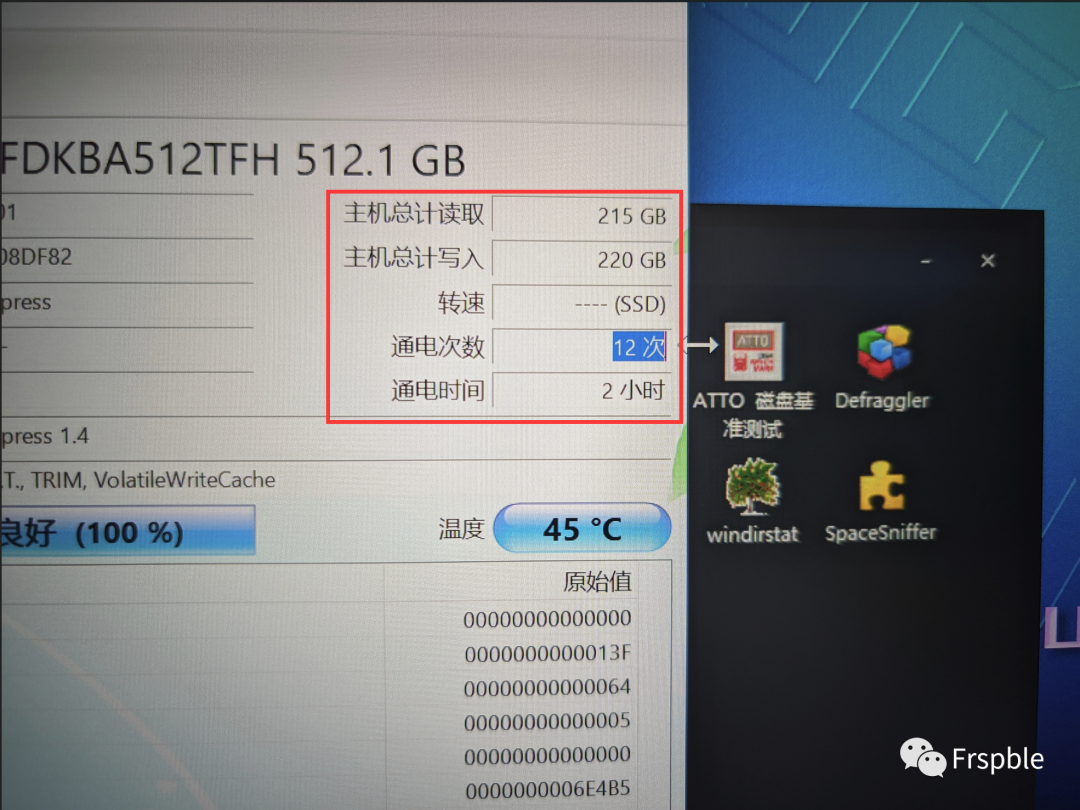 FDKBA512TFH 512.1 GB
01
主机总计读取 215 GB
08DF82
主机总计写入 220 GB
press
转速 ---- (SSD)
通电次数 12 次
通电时间 2 小时
press 1.4
.T., TRIM, VolatileWriteCache
良好 (100 %)
温度 45 °C
原始值
00000000000000
0000000000013F
00000000000064
00000000000005
00000000000000
0000000006E4B5
ATTO
ATTO 磁盘基
准测试
Defraggler
windirstat
SpaceSniffer
Frspble